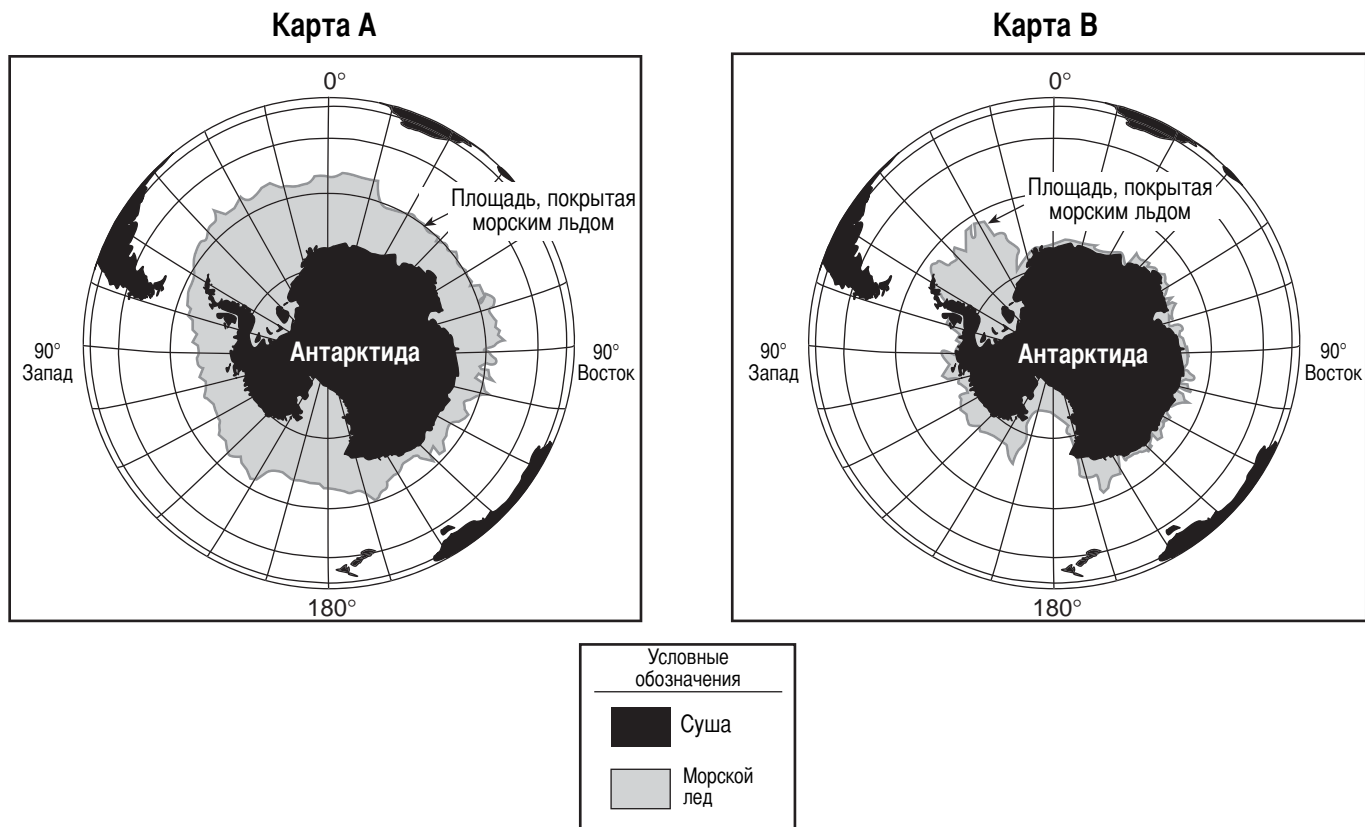 Карта А
0°
Площадь, покрытая
морским льдом
Антарктида
90°
Запад
90°
Восток
180°
Карта В
0°
Площадь, покрытая
морским льдом
Антарктида
90°
Запад
90°
Восток
180°
Условные
обозначения
Суша
Морской
лед